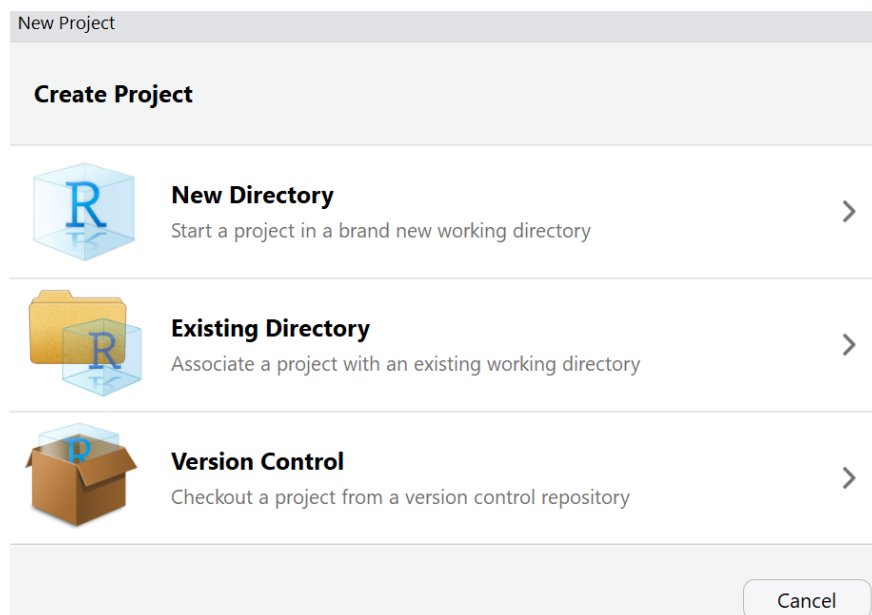 New Project
Create Project
R
New Directory
Start a project in a brand new working directory
R
Existing Directory
Associate a project with an existing working directory
R
Version Control
Checkout a project from a version control repository
Cancel